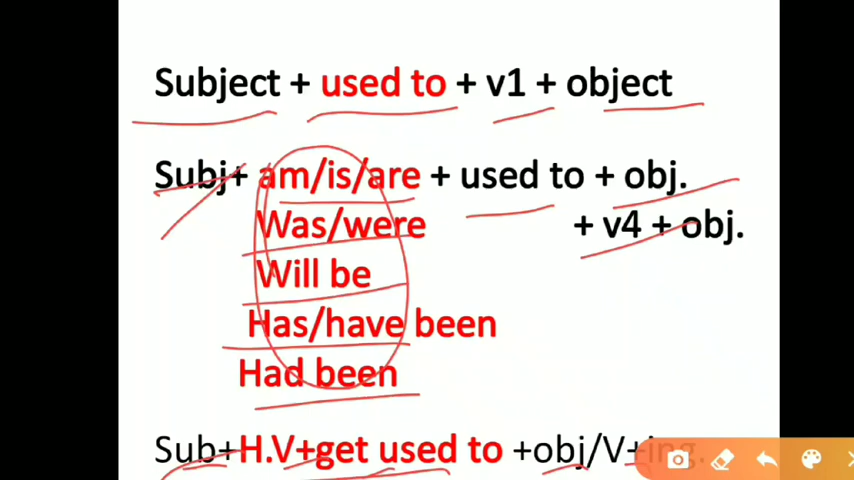 Subject + used to + v1 + object
Subj+ am/is/are + used to + obj.
Was/were + v4 + obj.
Will be
Has/have been
Had been
Sub+H.V+get used to +obj/V+ing.